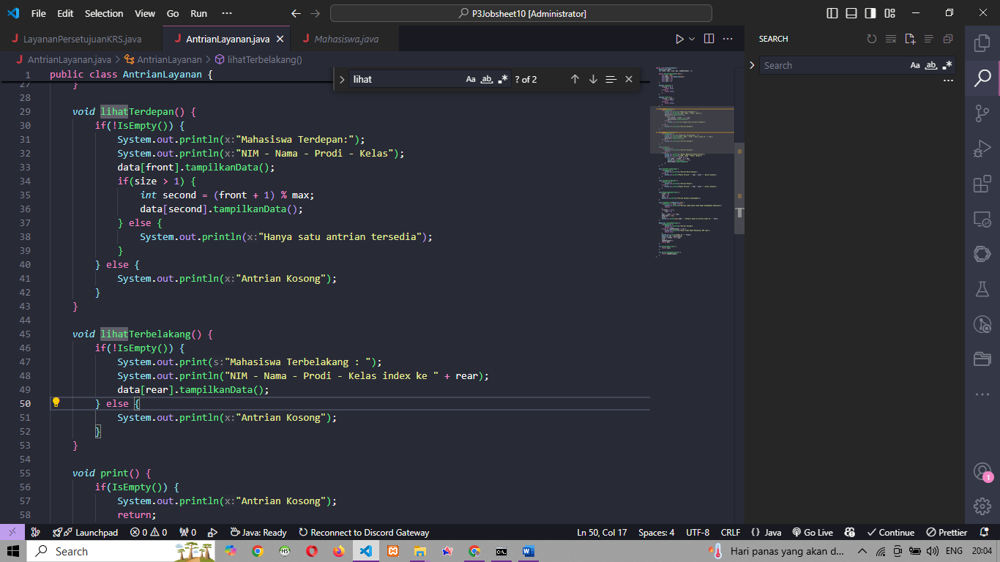 File Edit Selection View Go Run ··· P3Jobsheet10 [Administrator]
LayananPersetujuanKRS.java AntrianLayanan.java Mahasiswa.java
AntrianLayanan.java > AntrianLayanan > lihatTerbelakang()
lihat Aa ab ? of 2
1 public class AntrianLayanan {
27 }
28
29 void lihatTerdepan() {
30 if(!IsEmpty()) {
31 System.out.println(x:"Mahasiswa Terdepan:");
32 System.out.println(x:"NIM - Nama - Prodi - Kelas");
33 data[front].tampilkanData();
34 if(size > 1) {
35 int second = (front + 1) % max;
36 data[second].tampilkanData();
37 } else {
38 System.out.println(x:"Hanya satu antrian tersedia");
39 }
40 } else {
41 System.out.println(x:"Antrian Kosong");
42 }
43 }
44
45 void lihatTerbelakang() {
46 if(!IsEmpty()) {
47 System.out.print(s:"Mahasiswa Terbelakang : ");
48 System.out.println("NIM - Nama - Prodi - Kelas index ke " + rear);
49 data[rear].tampilkanData();
50 } else {
51 System.out.println(x:"Antrian Kosong");
52 }
53 }
54
55 void print() {
56 if(IsEmpty()) {
57 System.out.println(x:"Antrian Kosong");
58 return;
SEARCH
Search Aa ab
1
Launchpad 0 0 0 Java: Ready Reconnect to Discord Gateway Ln 50, Col 17 Spaces: 4 UTF-8 CRLF {} Java Go Live Continue Prettier
Search Hari panas yang akan d... ENG 20:04